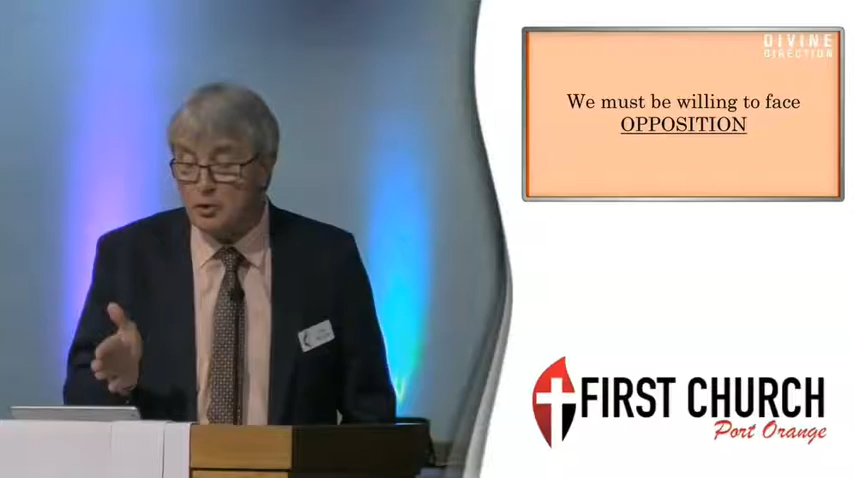 DIVINE
DIRECTION
We must be willing to face
OPPOSITION
FIRST CHURCH
Port Orange